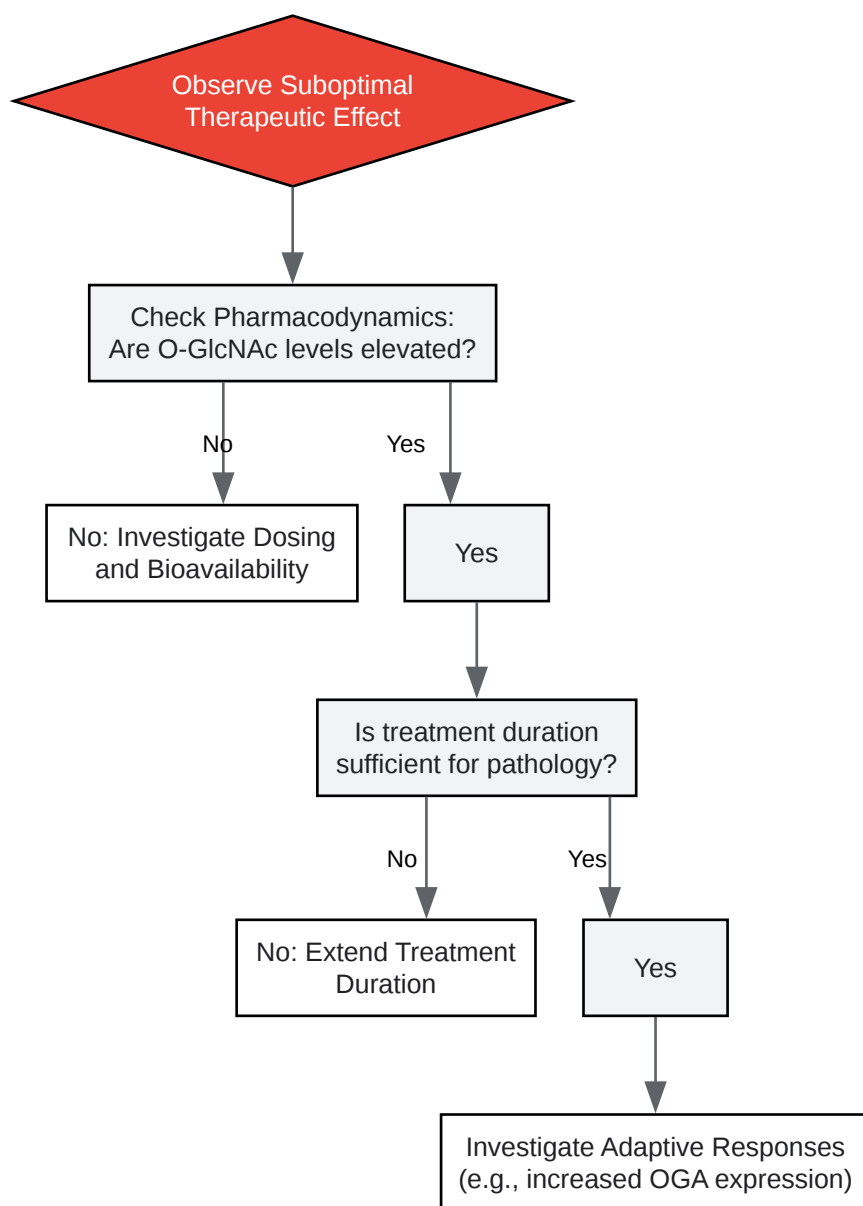 Observe Suboptimal
Therapeutic Effect
Check Pharmacodynamics:
Are O-GlcNAc levels elevated?
No
Yes
No: Investigate Dosing
and Bioavailability
Yes
Is treatment duration
sufficient for pathology?
No
Yes
No: Extend Treatment
Duration
Yes
Investigate Adaptive Responses
(e.g., increased OGA expression)